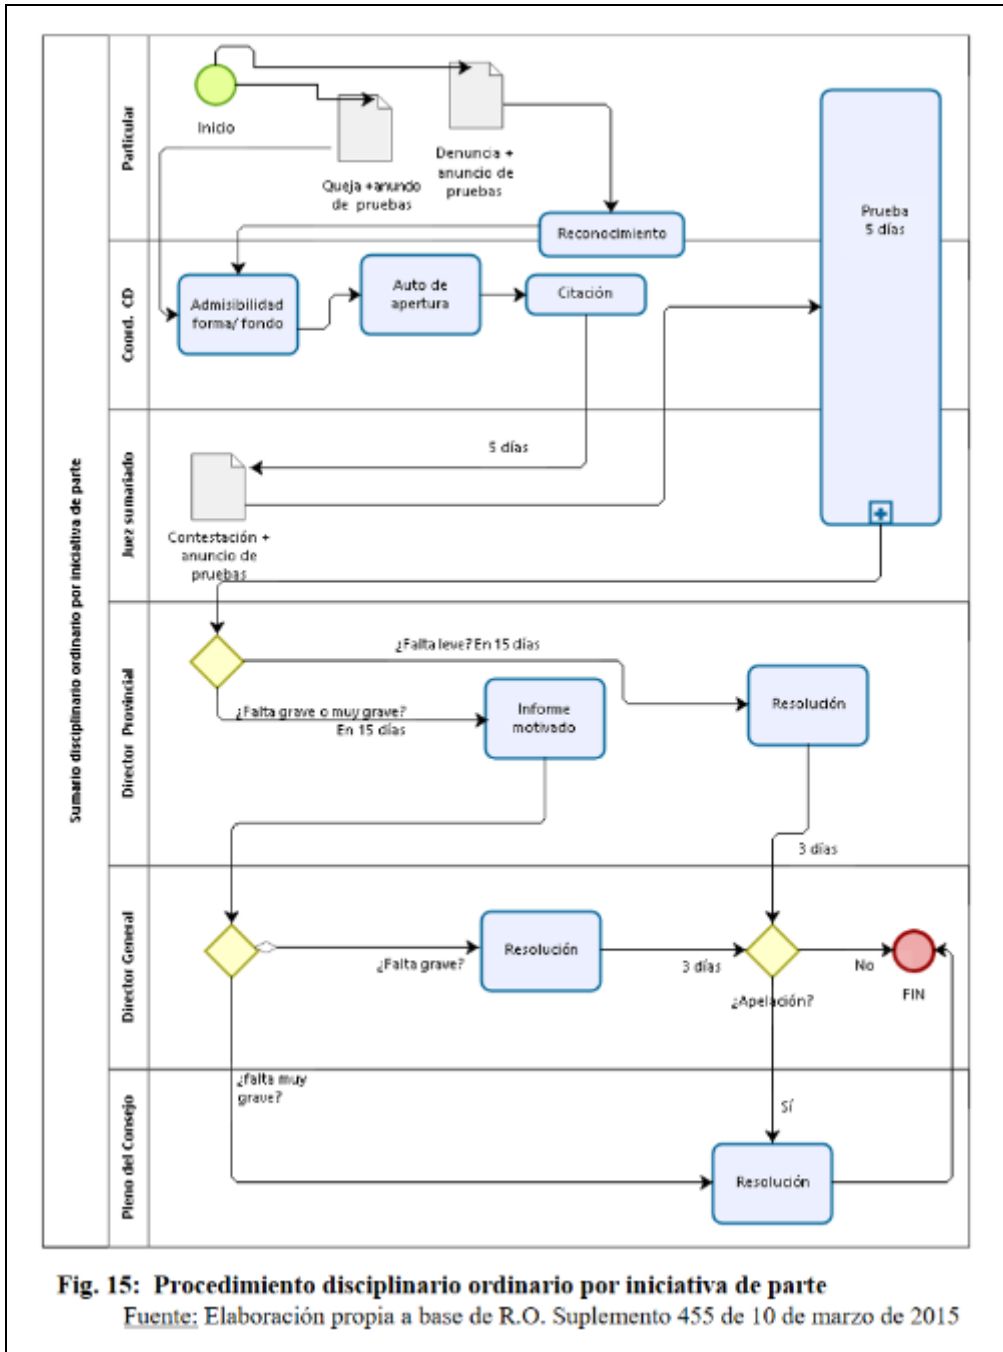 Sumario disciplinario ordinario por iniciativa de parte
Particular
Inicio
Queja +anundo
de pruebas
Denuncia +
anuncio de
pruebas
Reconocimiento
Prueba
5 días
Coord. CD
Admisibilidad
forma/ fondo
Auto de
apertura
Citación
Juez sumariado
5 días
Contestación +
anuncio de
pruebas
Director Provincial
¿Falta leve? En 15 días
¿Falta grave o muy grave?
En 15 días
Informe
motivado
Resolución
3 días
Director General
¿Falta grave?
Resolución
3 días
¿Apelación?
No
FIN
Pleno del Consejo
¿falta muy
grave?
Sí
Resolución
Fig. 15: Procedimiento disciplinario ordinario por iniciativa de parte
Fuente: Elaboración propia a base de R.O. Suplemento 455 de 10 de marzo de 2015